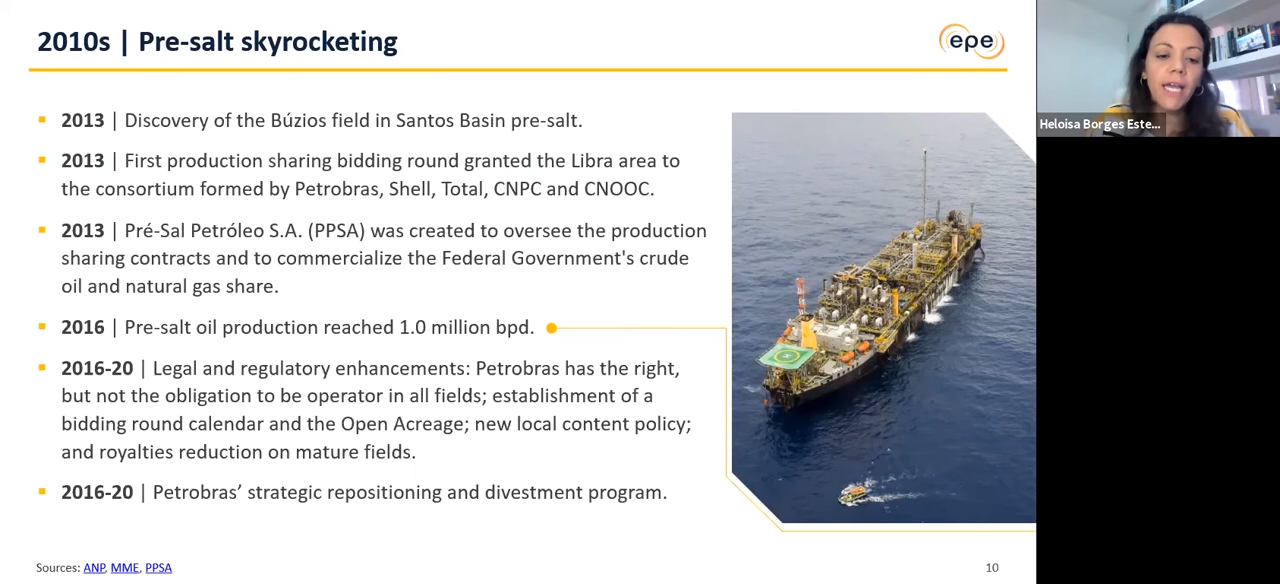 2010s | Pre-salt skyrocketing
epe
Heloisa Borges Este...
▪ 2013 | Discovery of the Búzios field in Santos Basin pre-salt.
▪ 2013 | First production sharing bidding round granted the Libra area to
the consortium formed by Petrobras, Shell, Total, CNPC and CNOOC.
▪ 2013 | Pré-Sal Petróleo S.A. (PPSA) was created to oversee the production
sharing contracts and to commercialize the Federal Government's crude
oil and natural gas share.
▪ 2016 | Pre-salt oil production reached 1.0 million bpd.
▪ 2016-20 | Legal and regulatory enhancements: Petrobras has the right,
but not the obligation to be operator in all fields; establishment of a
bidding round calendar and the Open Acreage; new local content policy;
and royalties reduction on mature fields.
▪ 2016-20 | Petrobras’ strategic repositioning and divestment program.
Sources: ANP, MME, PPSA
10